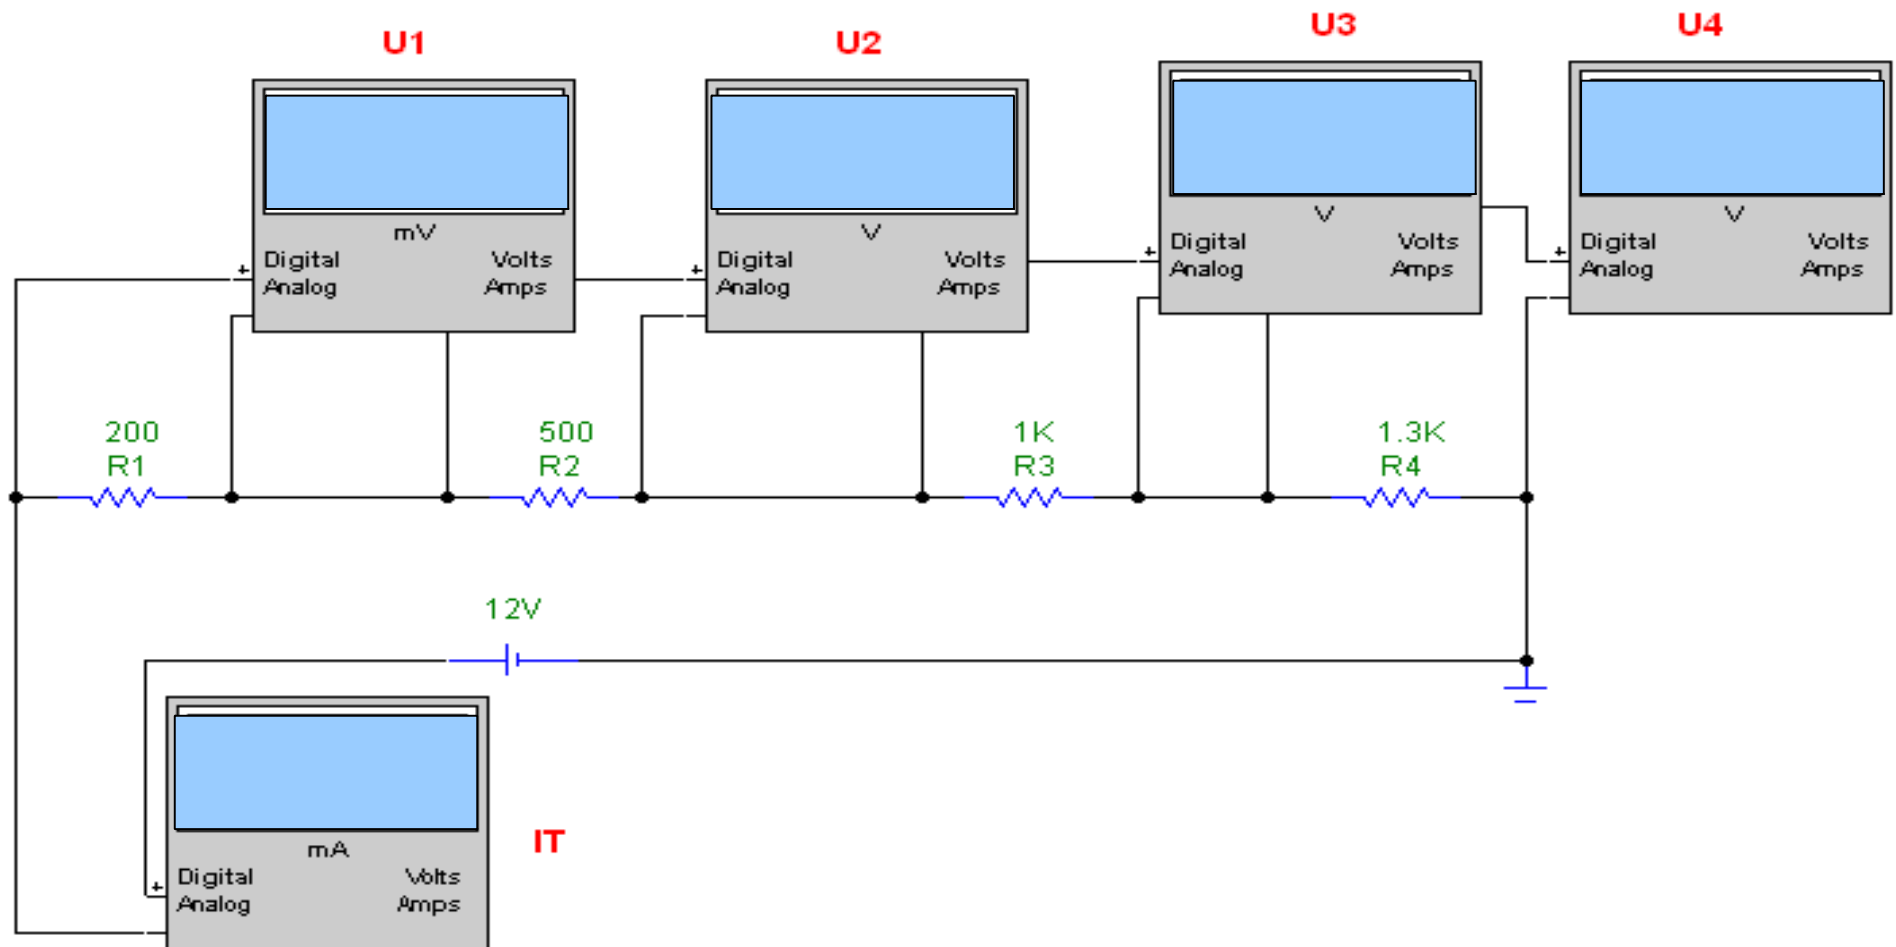 U1
U2
U3
U4
mV
+ Digital Volts
Analog Amps
V
+ Digital Volts
Analog Amps
V
+ Digital Volts
Analog Amps
V
+ Digital Volts
Analog Amps
200
R1
500
R2
1K
R3
1.3K
R4
12V
mA
+ Digital Volts
Analog Amps
IT